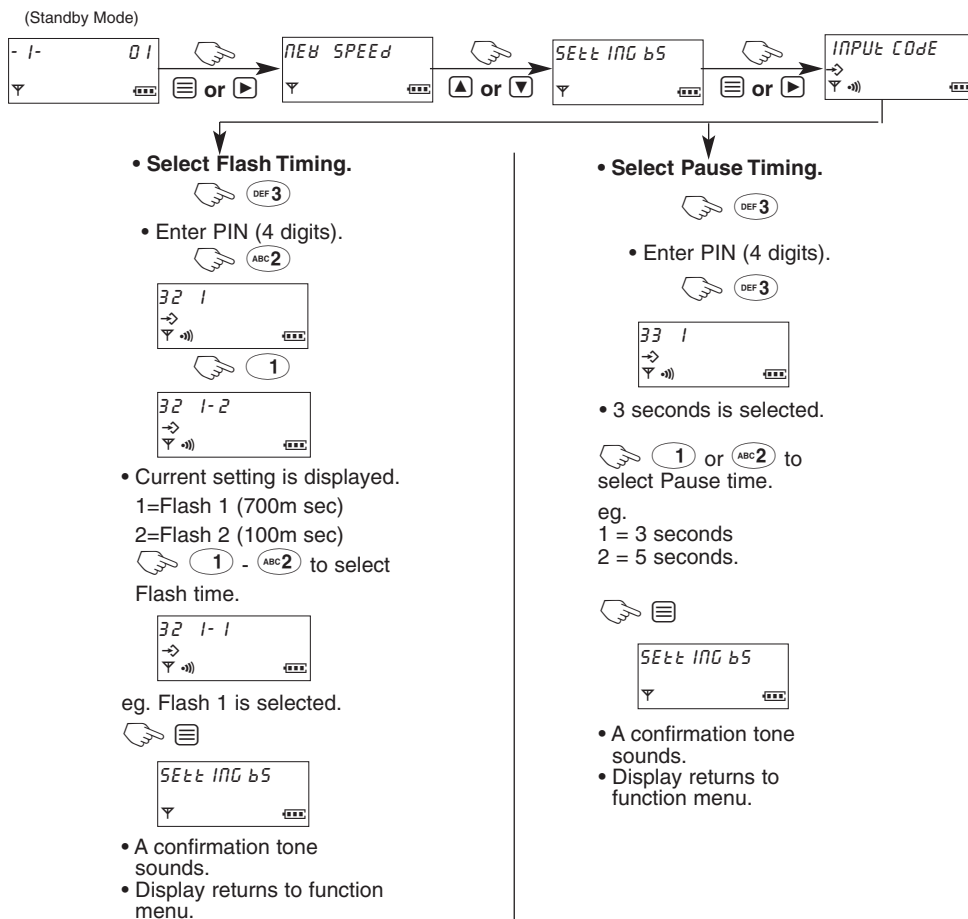 (Standby Mode)
- 1- 01
NEW SPEEd
SEtt ING bS
INPUt COdE
or
or
or
• Select Flash Timing.
DEF 3
• Enter PIN (4 digits).
ABC 2
32 1
1
32 1-2
• Current setting is displayed.
1=Flash 1 (700m sec)
2=Flash 2 (100m sec)
1 - ABC 2 to select
Flash time.
32 1-1
eg. Flash 1 is selected.
SEtt ING bS
• A confirmation tone
sounds.
• Display returns to function
menu.
• Select Pause Timing.
DEF 3
• Enter PIN (4 digits).
DEF 3
33 1
• 3 seconds is selected.
1 or ABC 2 to
select Pause time.
eg.
1 = 3 seconds
2 = 5 seconds.
SEtt ING bS
• A confirmation tone
sounds.
• Display returns to
function menu.